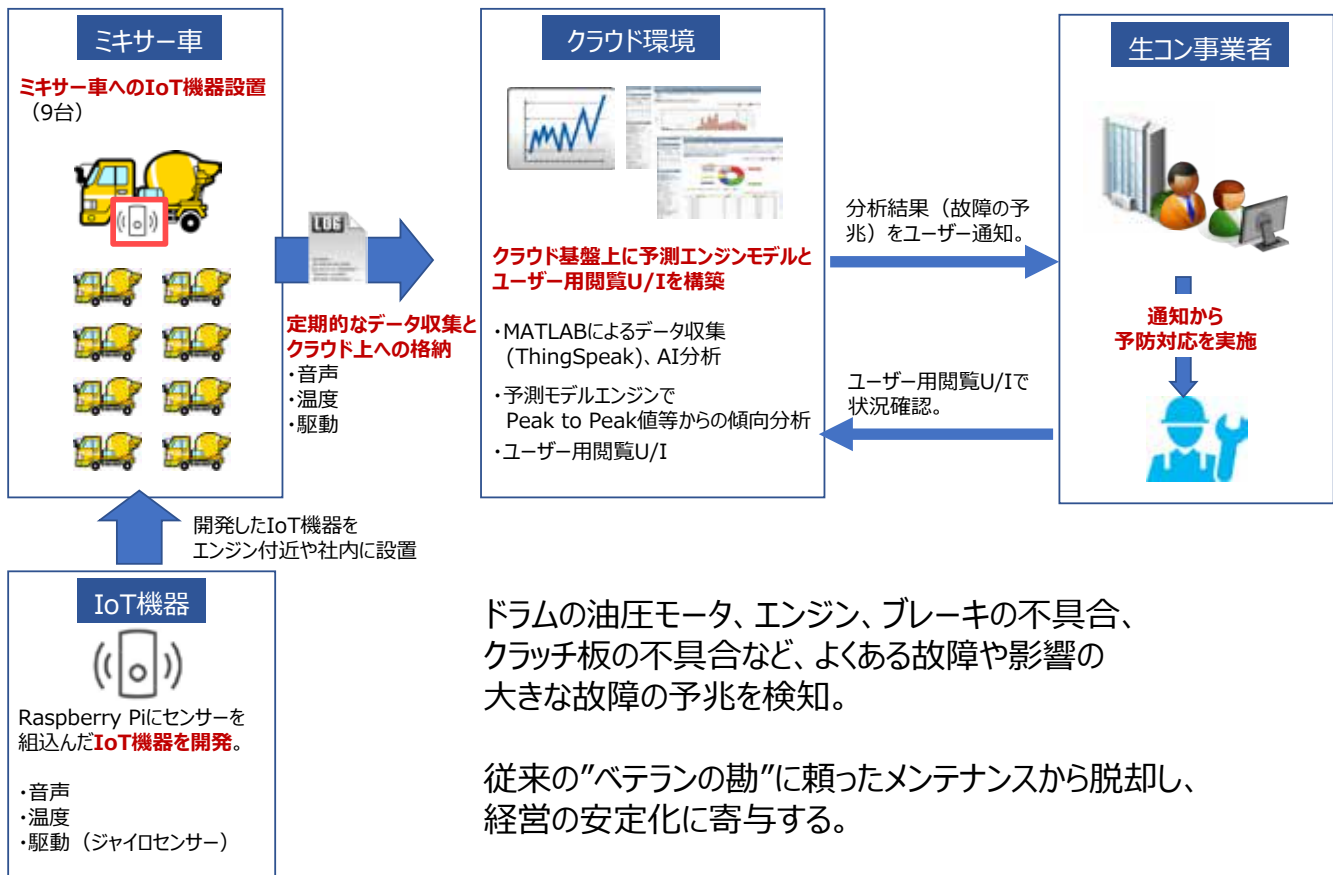 ミキサー車
ミキサー車へのIoT機器設置
（9台）
LOG
定期的なデータ収集と
クラウド上への格納
・音声
・温度
・駆動
開発したIoT機器を
エンジン付近や社内に設置
IoT機器
Raspberry Piにセンサーを
組込んだIoT機器を開発。
・音声
・温度
・駆動（ジャイロセンサー）
クラウド環境
クラウド基盤上に予測エンジンモデルと
ユーザー用閲覧U/Iを構築
・MATLABによるデータ収集
(ThingSpeak)、AI分析
・予測モデルエンジンで
Peak to Peak値等からの傾向分析
・ユーザー用閲覧U/I
分析結果（故障の予
兆）をユーザー通知。
ユーザー用閲覧U/Iで
状況確認。
生コン事業者
通知から
予防対応を実施
ドラムの油圧モータ、エンジン、ブレーキの不具合、
クラッチ板の不具合など、よくある故障や影響の
大きな故障の予兆を検知。
従来の”ベテランの勘”に頼ったメンテナンスから脱却し、
経営の安定化に寄与する。